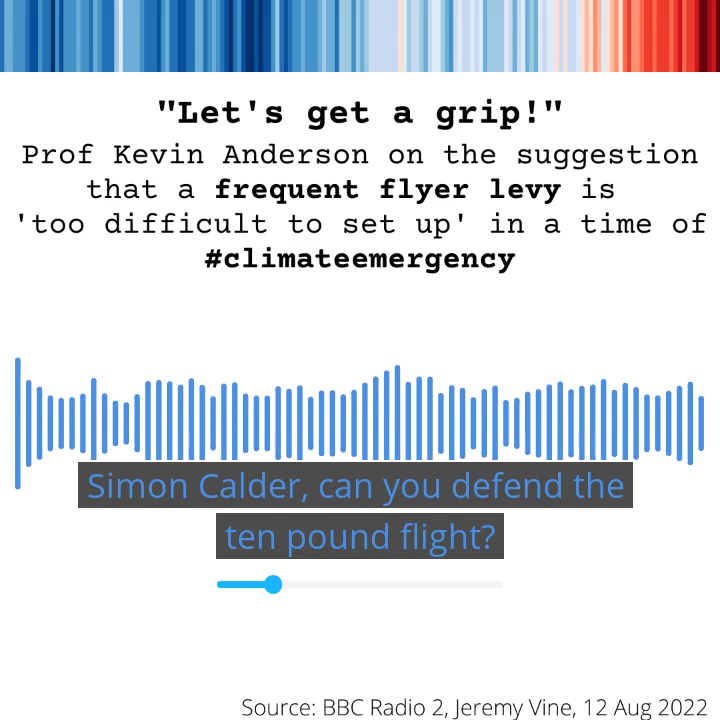 "Let's get a grip!"
Prof Kevin Anderson on the suggestion
that a frequent flyer levy is
'too difficult to set up' in a time of
#climateemergency
Simon Calder, can you defend the
ten pound flight?
Source: BBC Radio 2, Jeremy Vine, 12 Aug 2022